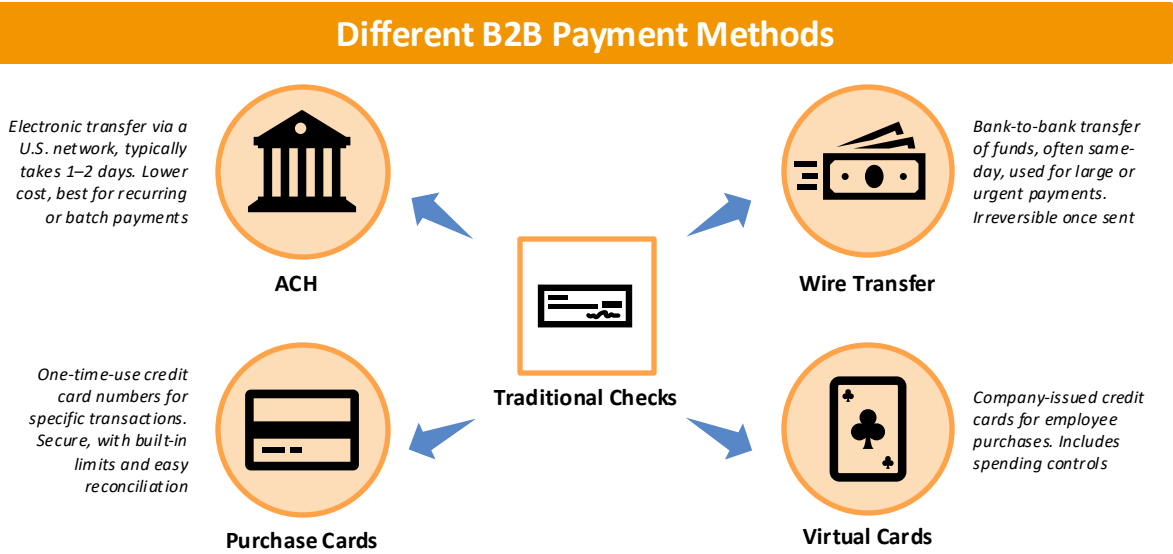 Different B2B Payment Methods
Electronic transfer via a
U.S. network, typically
takes 1–2 days. Lower
cost, best for recurring
or batch payments
ACH
Bank-to-bank transfer
of funds, often same-
day, used for large or
urgent payments.
Irreversible once sent
Wire Transfer
Traditional Checks
One-time-use credit
card numbers for
specific transactions.
Secure, with built-in
limits and easy
reconciliation
Purchase Cards
Company-issued credit
cards for employee
purchases. Includes
spending controls
Virtual Cards